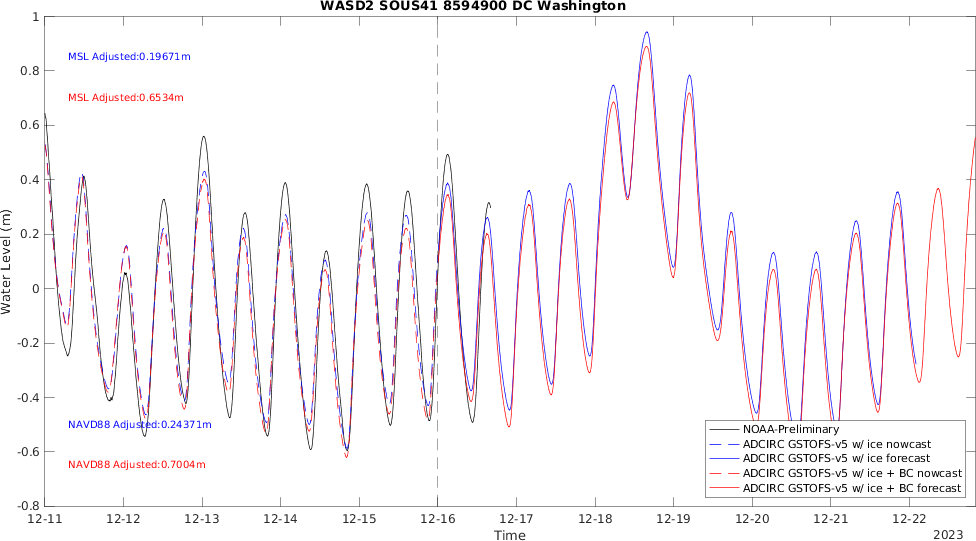 WASD2 SOUS41 8594900 DC Washington
1
0.8
0.6
0.4
0.2
0
-0.2
-0.4
-0.6
-0.8
Water Level (m)
MSL Adjusted:0.19671m
MSL Adjusted:0.6534m
NAVD88 Adjusted:0.24371m
NAVD88 Adjusted:0.7004m
NOAA-Preliminary
ADCIRC GSTOFS-v5 w/ ice nowcast
ADCIRC GSTOFS-v5 w/ ice forecast
ADCIRC GSTOFS-v5 w/ ice + BC nowcast
ADCIRC GSTOFS-v5 w/ ice + BC forecast
12-11 12-12 12-13 12-14 12-15 12-16 12-17 12-18 12-19 12-20 12-21 12-22
Time
2023